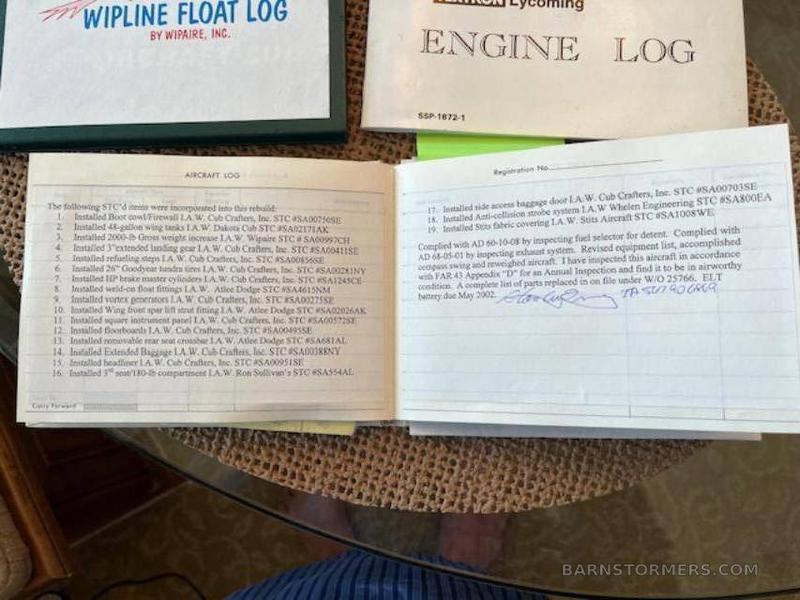 WIPLINE FLOAT LOG
BY WIPAIRE, INC.
Lycoming
ENGINE LOG
SSP-1872-1
AIRCRAFT LOG
The following STC'd items were incorporated into this rebuild:
1. Installed Boot cowl/Firewall I.A.W. Cub Crafters, Inc. STC #SA00750SE
2. Installed 48-gallon wing tanks I.A.W. Dakota Cub STC #SA02171AK
3. Installed 2000-lb Gross weight increase I.A.W. Wipaire STC #SA00997CH
4. Installed 3"extended landing gear I.A.W. Cub Crafters, Inc. STC #SA00411SE
5. Installed refueling steps I.A.W. Cub Crafters, Inc. STC #SA00856SE
6. Installed 26" Goodyear tundra tires I.A.W. Cub Crafters, Inc. STC #SA00281NY
7. Installed HP brake master cylinders I.A.W. Cub Crafters, Inc. STC #SA1245CE
8. Installed weld-on float fittings I.A.W. Atlee Dodge STC #SA4615NM
9. Installed vortex generators I.A.W. Cub Crafters, Inc. STC #SA00275SE
10. Installed Wing front spar lift strut fitting I.A.W. Atlee Dodge STC #SA02026AK
11. Installed square instrument panel I.A.W. Cub Crafters, Inc. STC #SA00572SE
12. Installed floorboards I.A.W. Cub Crafters, Inc. STC #SA00495SE
13. Installed removable rear seat crossbar I.A.W. Atlee Dodge STC #SA681AL
14. Installed Extended Baggage I.A.W. Cub Crafters, Inc. STC #SA00388NY
15. Installed headliner I.A.W. Cub Crafters, Inc. STC #SA00951SE
16. Installed 3rd seat/180-lb compartment I.A.W. Ron Sullivan's STC #SA554AL
Carry Forward
Registration No.
17. Installed side access baggage door I.A.W. Cub Crafters, Inc. STC #SA00703SE
18. Installed Anti-collision strobe system I.A.W Whelen Engineering STC #SA800EA
19. Installed Stits fabric covering I.A.W. Stits Aircraft STC #SA1008WE
Complied with AD 60-10-08 by inspecting fuel selector for detent. Complied with
AD 68-05-01 by inspecting exhaust system. Revised equipment list, accomplished
compass swing and reweighed aircraft. I have inspected this aircraft in accordance
with FAR 43 Appendix "D" for an Annual Inspection and find it to be in airworthy
condition. A complete list of parts replaced in on file under W/O 25766. ELT
battery due May 2002.
BARNSTORMERS.COM